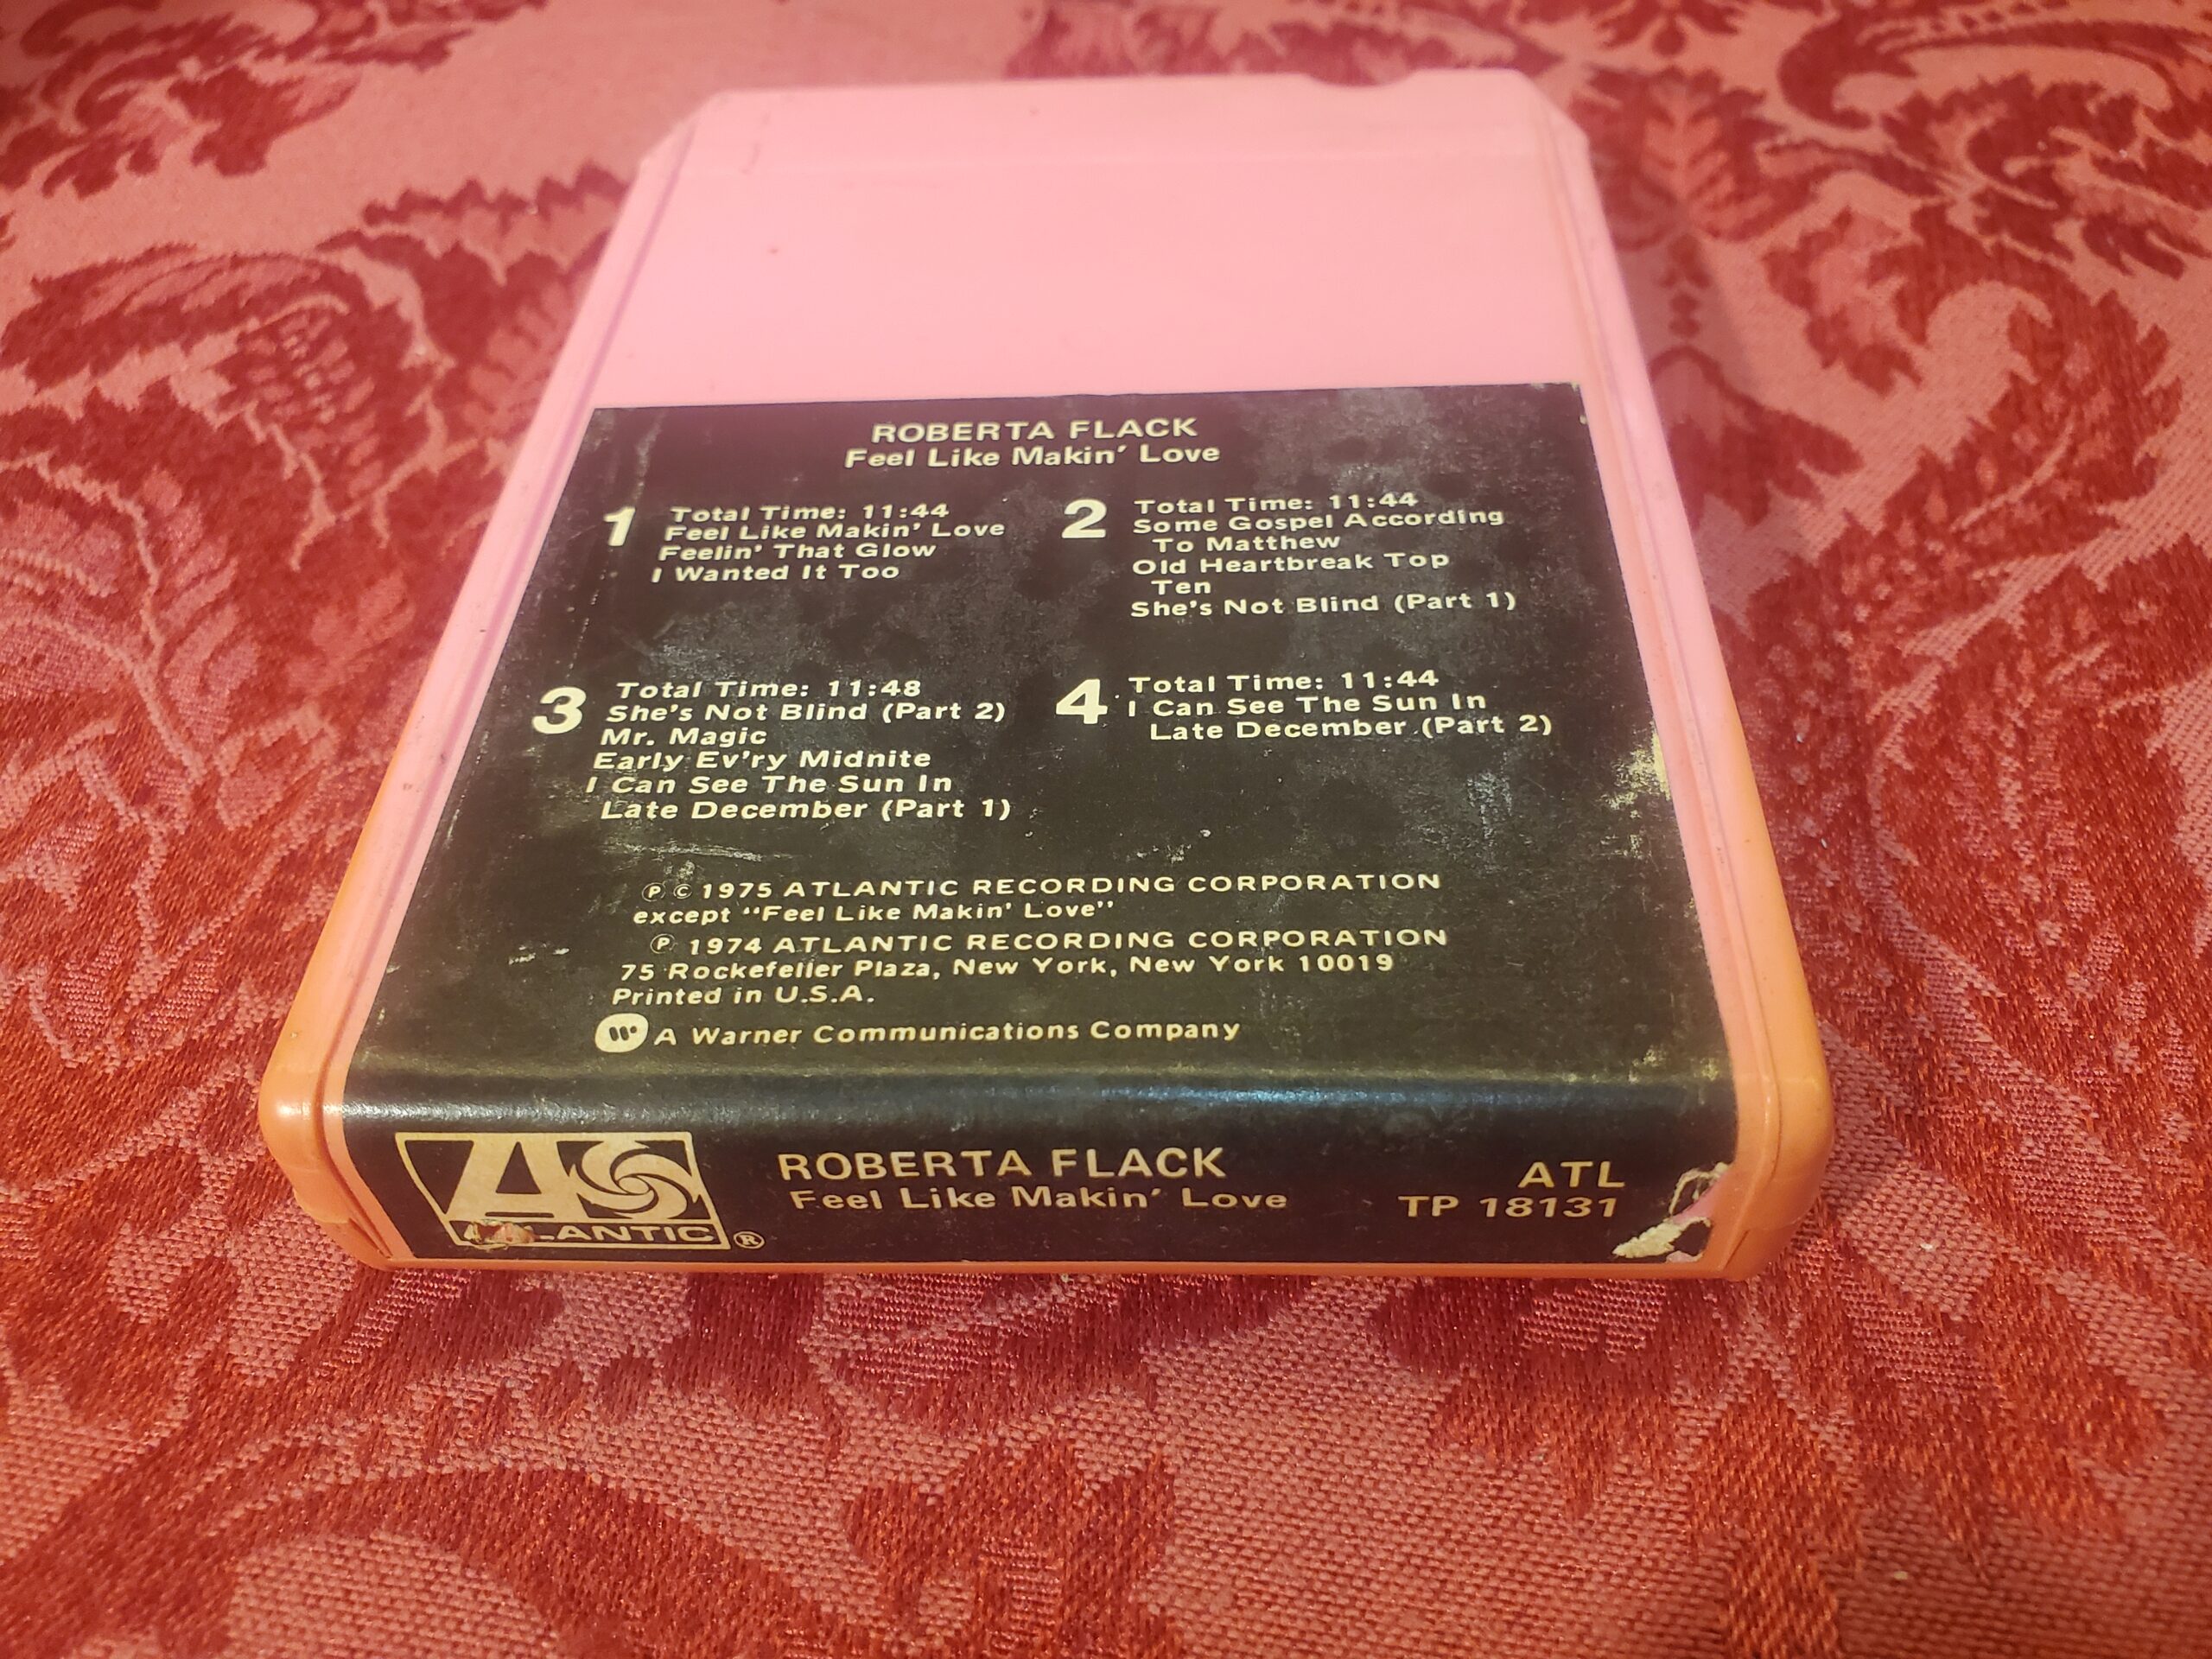 ROBERTA FLACK
Feel Like Makin' Love
1
Total Time: 11:44
Feel Like Makin' Love
Feelin' That Glow
I Wanted It Too
2
Total Time: 11:44
Some Gospel According
To Matthew
Old Heartbreak Top
Ten
She's Not Blind (Part 1)
3
Total Time: 11:48
She's Not Blind (Part 2)
Mr. Magic
Early Ev'ry Midnite
I Can See The Sun In
Late December (Part 1)
4
Total Time: 11:44
I Can See The Sun In
Late December (Part 2)
℗ © 1975 ATLANTIC RECORDING CORPORATION
except "Feel Like Makin' Love"
℗ 1974 ATLANTIC RECORDING CORPORATION
75 Rockefeller Plaza, New York, New York 10019
Printed in U.S.A.
A Warner Communications Company
A
ATLANTIC ®
ROBERTA FLACK
Feel Like Makin' Love
ATL
TP 18131